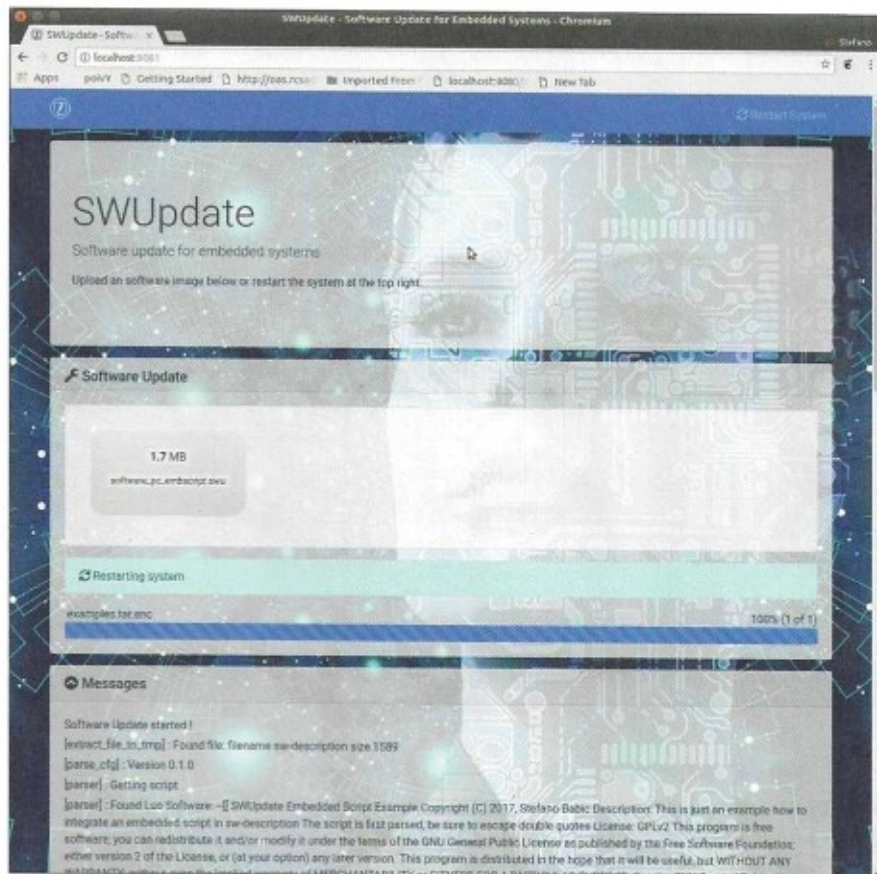 SWUpdate - Software Update for Embedded Systems - Chromium
SWUpdate - Softw
Stefano
localhost:8085
Apps
Getting Started
Imported From
localhost:8080/
New Tab
Restart System
SWUpdate
Software update for embedded systems
Upload an software image below or restart the system at the top right.
Software Update
1.7 MB
software_pc_embscript.swu
Restarting system
examples.tar.enc
100% (1 of 1)
Messages
Software Update started !
[extract_file_to_tmp] : Found file: filename sw-description size 1589
[parse_cfg] : Version 0.1.0
[parser] : Getting script
[parser] : Found Lua Software: --[[ SWUpdate Embedded Script Example Copyright (C) 2017, Stefano Babic Description: This is just an example how to
integrate an embedded script in sw-description The script is first parsed, be sure to escape double quotes License: GPLv2 This program is free
software; you can redistribute it and/or modify it under the terms of the GNU General Public License as published by the Free Software Foundation;
either version 2 of the License, or (at your option) any later version. This program is distributed in the hope that it will be useful, but WITHOUT ANY